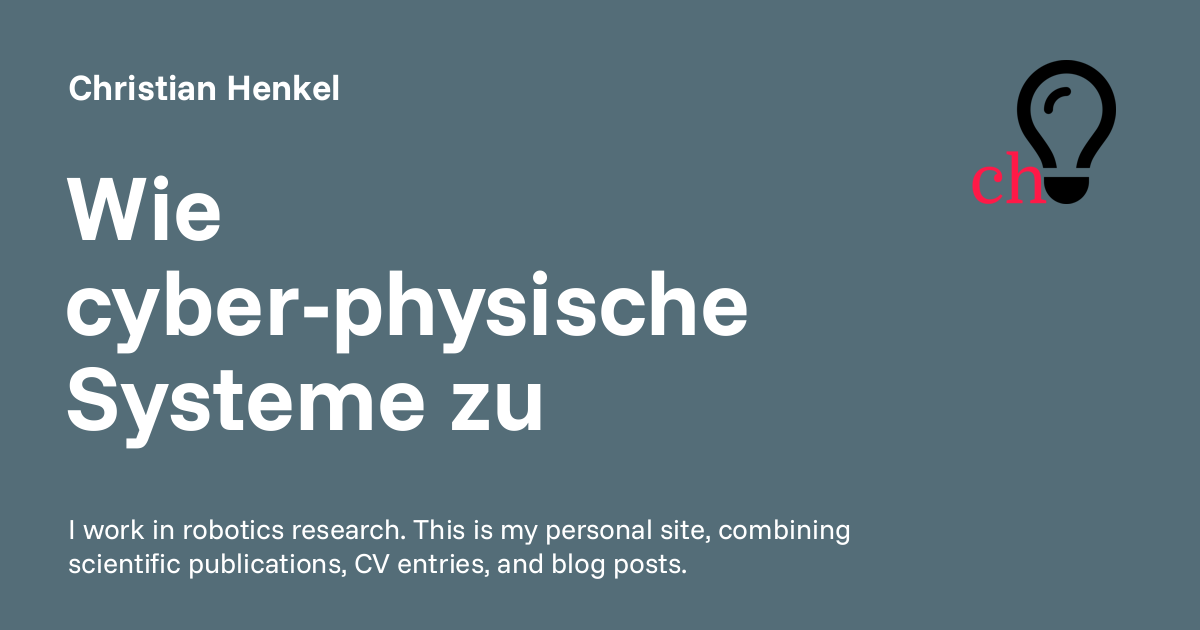 Christian Henkel
ch
Wie
cyber-physische
Systeme zu
I work in robotics research. This is my personal site, combining
scientific publications, CV entries, and blog posts.